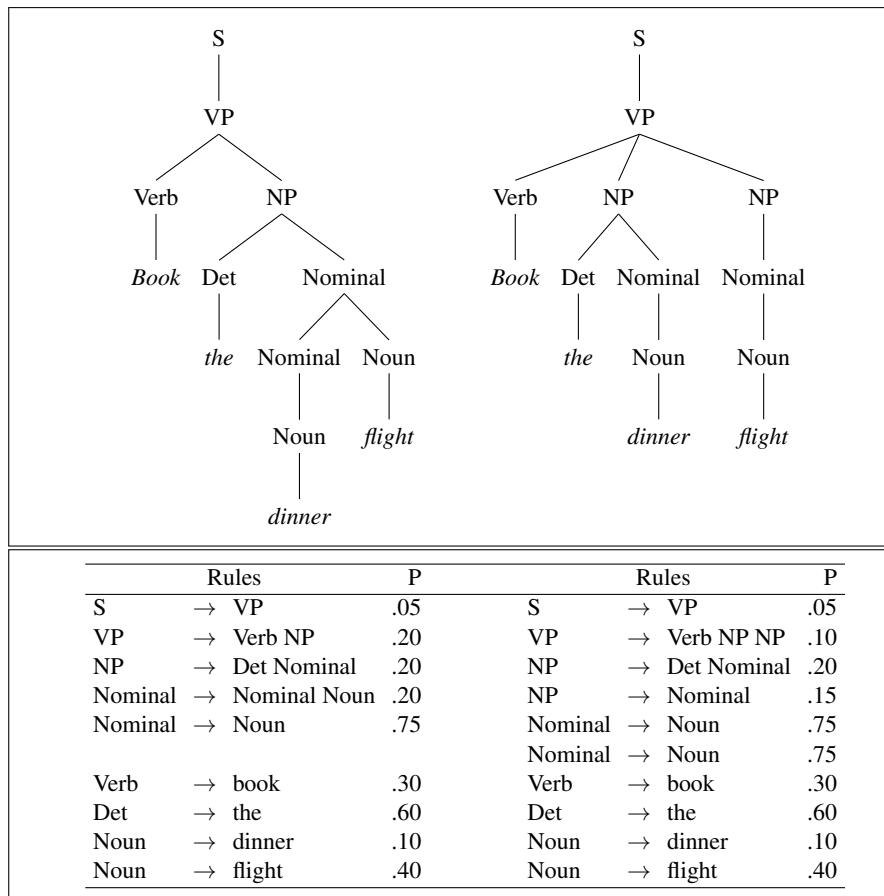 S S
VP VP
Verb NP Verb NP NP
Book Det Nominal Book Det Nominal Nominal
the Nominal Noun the Noun Noun
Noun flight dinner flight
dinner
Rules P Rules P
S → VP .05 S → VP .05
VP → Verb NP .20 VP → Verb NP NP .10
NP → Det Nominal .20 NP → Det Nominal .20
Nominal → Nominal Noun .20 NP → Nominal .15
Nominal → Noun .75 Nominal → Noun .75
Nominal → Noun .75
Verb → book .30 Verb → book .30
Det → the .60 Det → the .60
Noun → dinner .10 Noun → dinner .10
Noun → flight .40 Noun → flight .40